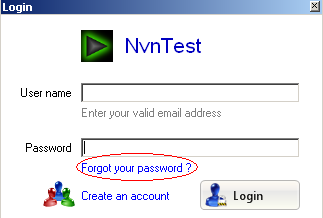 Login
NvnTest
User name
Enter your valid email address
Password
Forgot your password ?
Create an account
Login